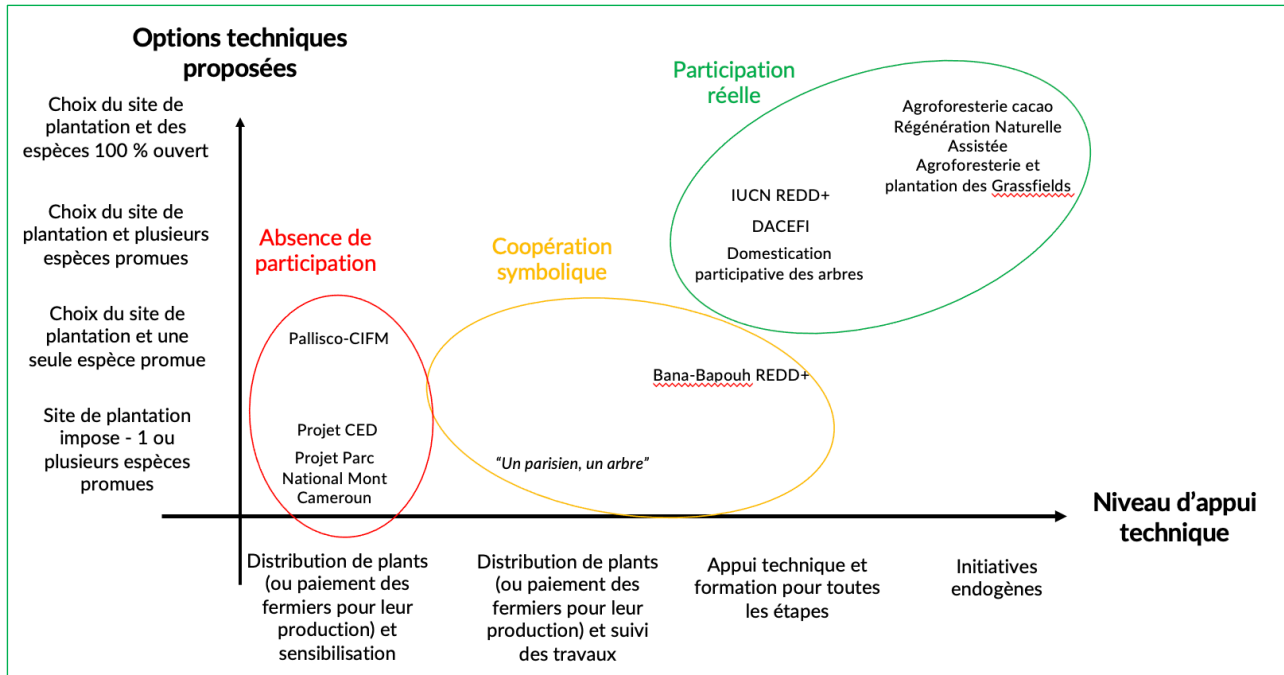 Options techniques
proposées
Choix du site de
plantation et des
espèces 100 % ouvert
Choix du site de
plantation et plusieurs
espèces promues
Choix du site de
plantation et une
seule espèce promue
Site de plantation
impose - 1 ou
plusieurs espèces
promues
Absence de
participation
Pallisco-CIFM
Projet CED
Projet Parc
National Mont
Cameroun
Coopération
symbolique
Bana-Bapouh REDD+
“Un parisien, un arbre”
Participation
réelle
Agroforesterie cacao
Régénération Naturelle
Assistée
Agroforesterie et
plantation des Grassfields
IUCN REDD+
DACEFI
Domestication
participative des arbres
Niveau d’appui
technique
Distribution de plants
(ou paiement des
fermiers pour leur
production) et
sensibilisation
Distribution de plants
(ou paiement des
fermiers pour leur
production) et suivi
des travaux
Appui technique et
formation pour toutes
les étapes
Initiatives
endogènes